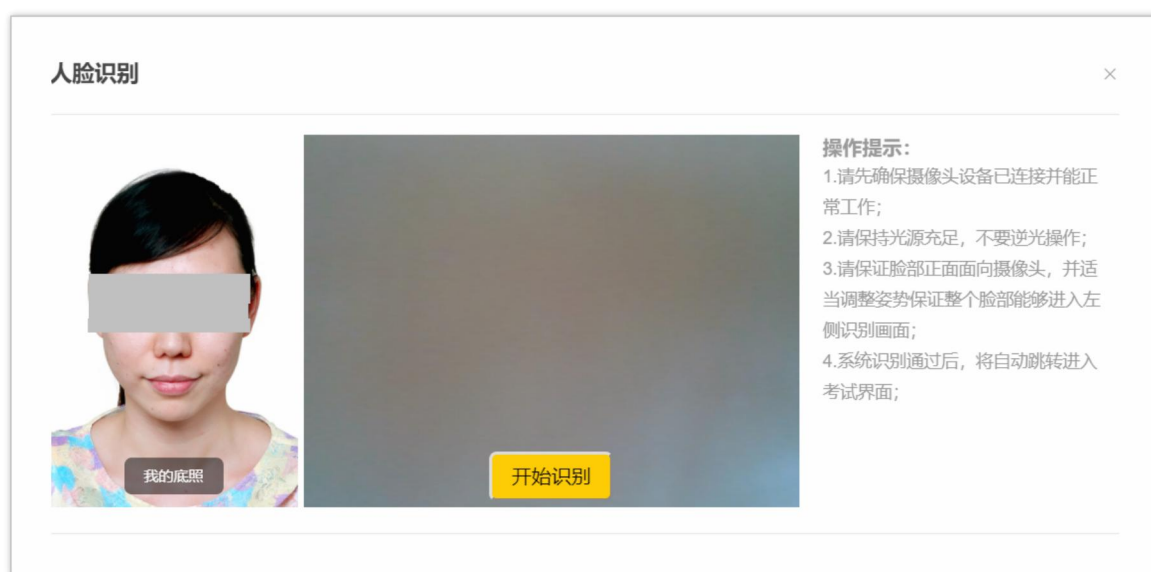 人脸识别
×
操作提示：
1.请先确保摄像头设备已连接并能正
常工作；
2.请保持光源充足，不要逆光操作；
3.请保证脸部正面面向摄像头，并适
当调整姿势保证整个脸部能够进入左
侧识别画面；
4.系统识别通过后，将自动跳转进入
考试界面；
我的底照
开始识别